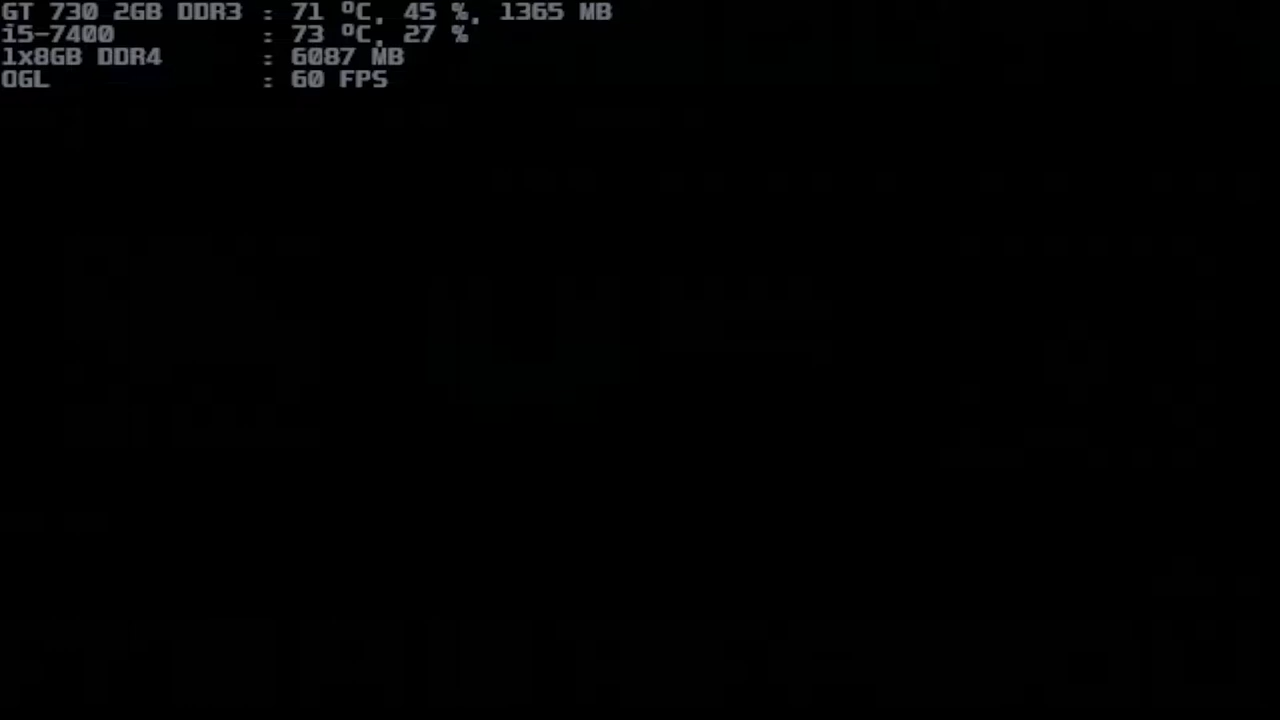 GT 730 2GB DDR3 : 71 ºC, 45 %, 1365 MB
i5-7400 : 73 ºC, 27 %
1x8GB DDR4 : 6087 MB
OGL : 60 FPS